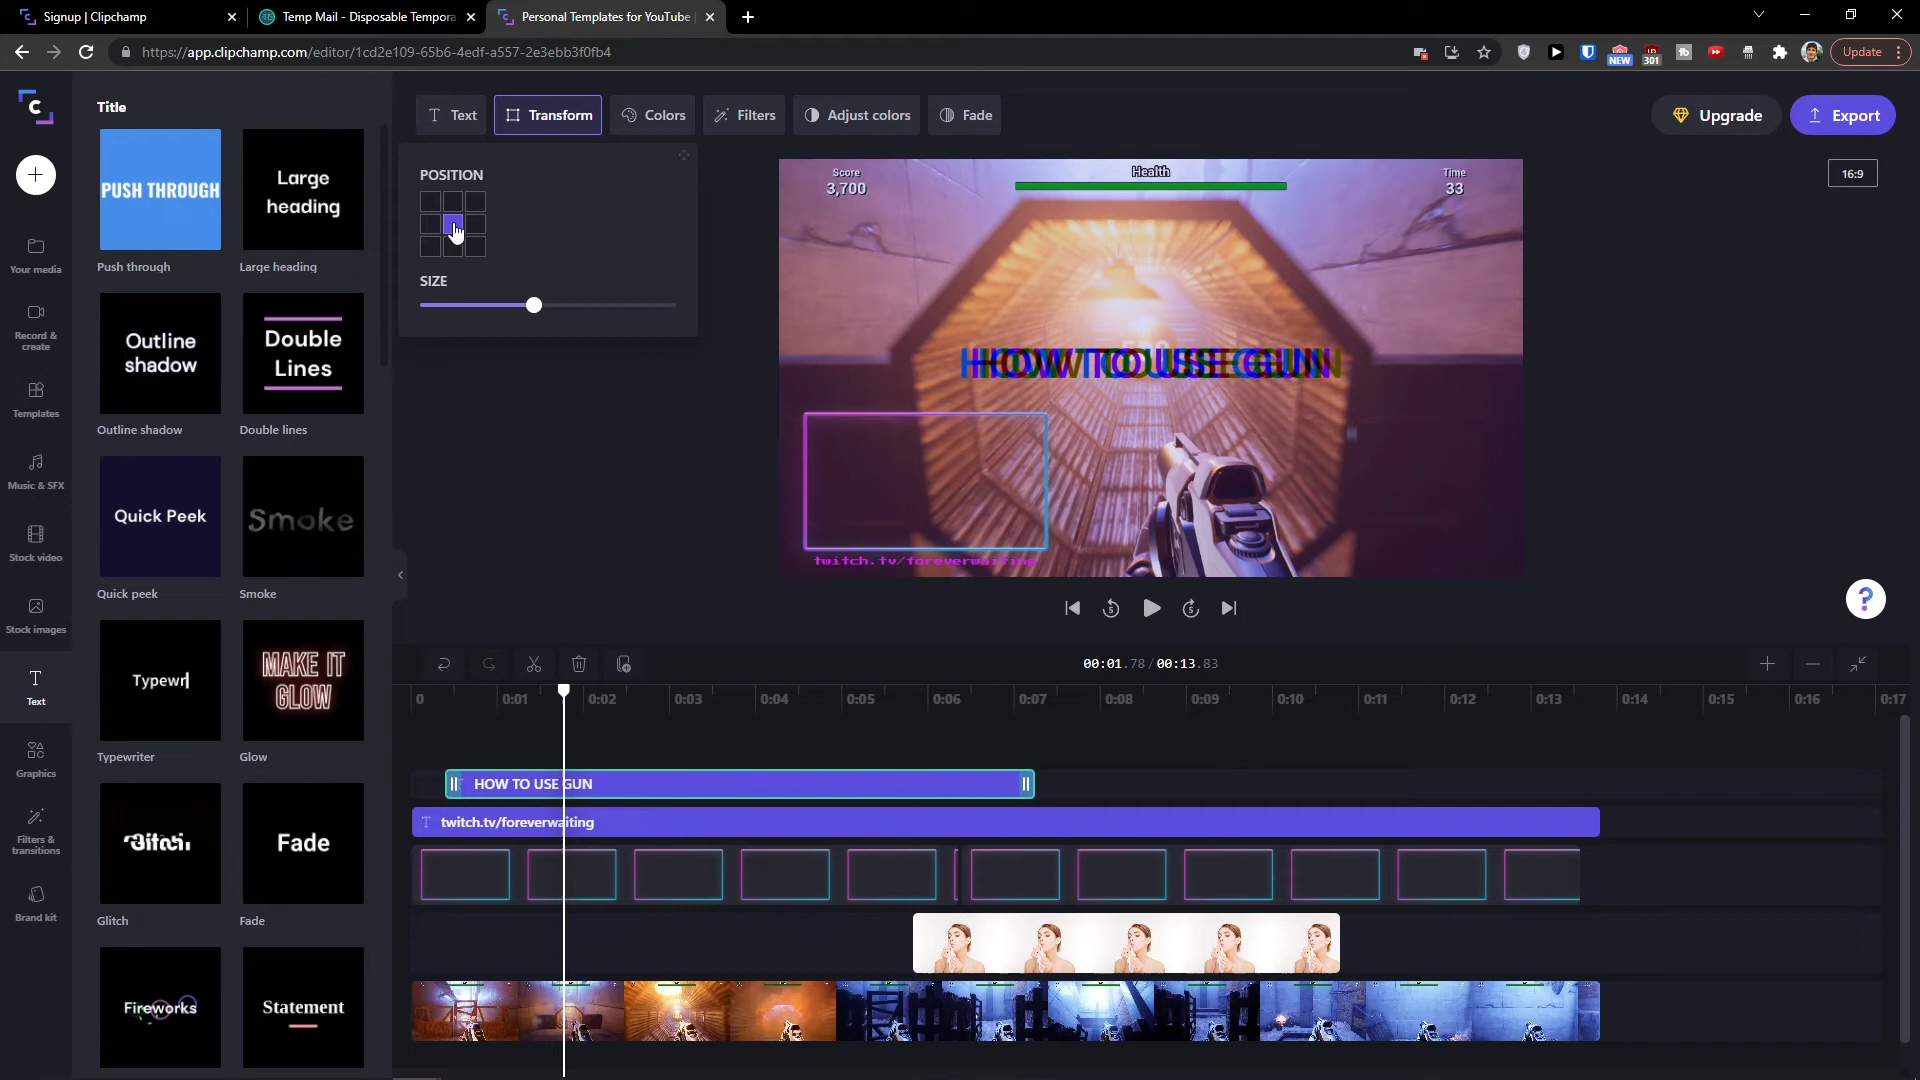 Signup | Clipchamp
Temp Mail - Disposable Tempora
Personal Templates for YouTube
https://app.clipchamp.com/editor/1cd2e109-65b6-4edf-a557-2e3ebb3f0fb4
NEW
301
Update
Title
Text
Transform
Colors
Filters
Adjust colors
Fade
Upgrade
Export
PUSH THROUGH
Large
heading
Push through
Large heading
POSITION
SIZE
16:9
Score
3,700
Health
Time
33
HOW TO USE GUN
twitch.tv/foreverwaiting
Your media
Record &
create
Templates
Music & SFX
Stock video
Stock images
Text
Graphics
Filters &
transitions
Brand kit
Outline
shadow
Double
Lines
Outline shadow
Double lines
Quick Peek
Smoke
Quick peek
Smoke
Typewr
MAKE IT
GLOW
Typewriter
Glow
Glitch
Fade
Glitch
Fade
Fireworks
Statement
5
5
?
00:01.78/00:13.83
0
0:01
0:02
0:03
0:04
0:05
0:06
0:07
0:08
0:09
0:10
0:11
0:12
0:13
0:14
0:15
0:16
0:17
HOW TO USE GUN
twitch.tv/foreverwaiting